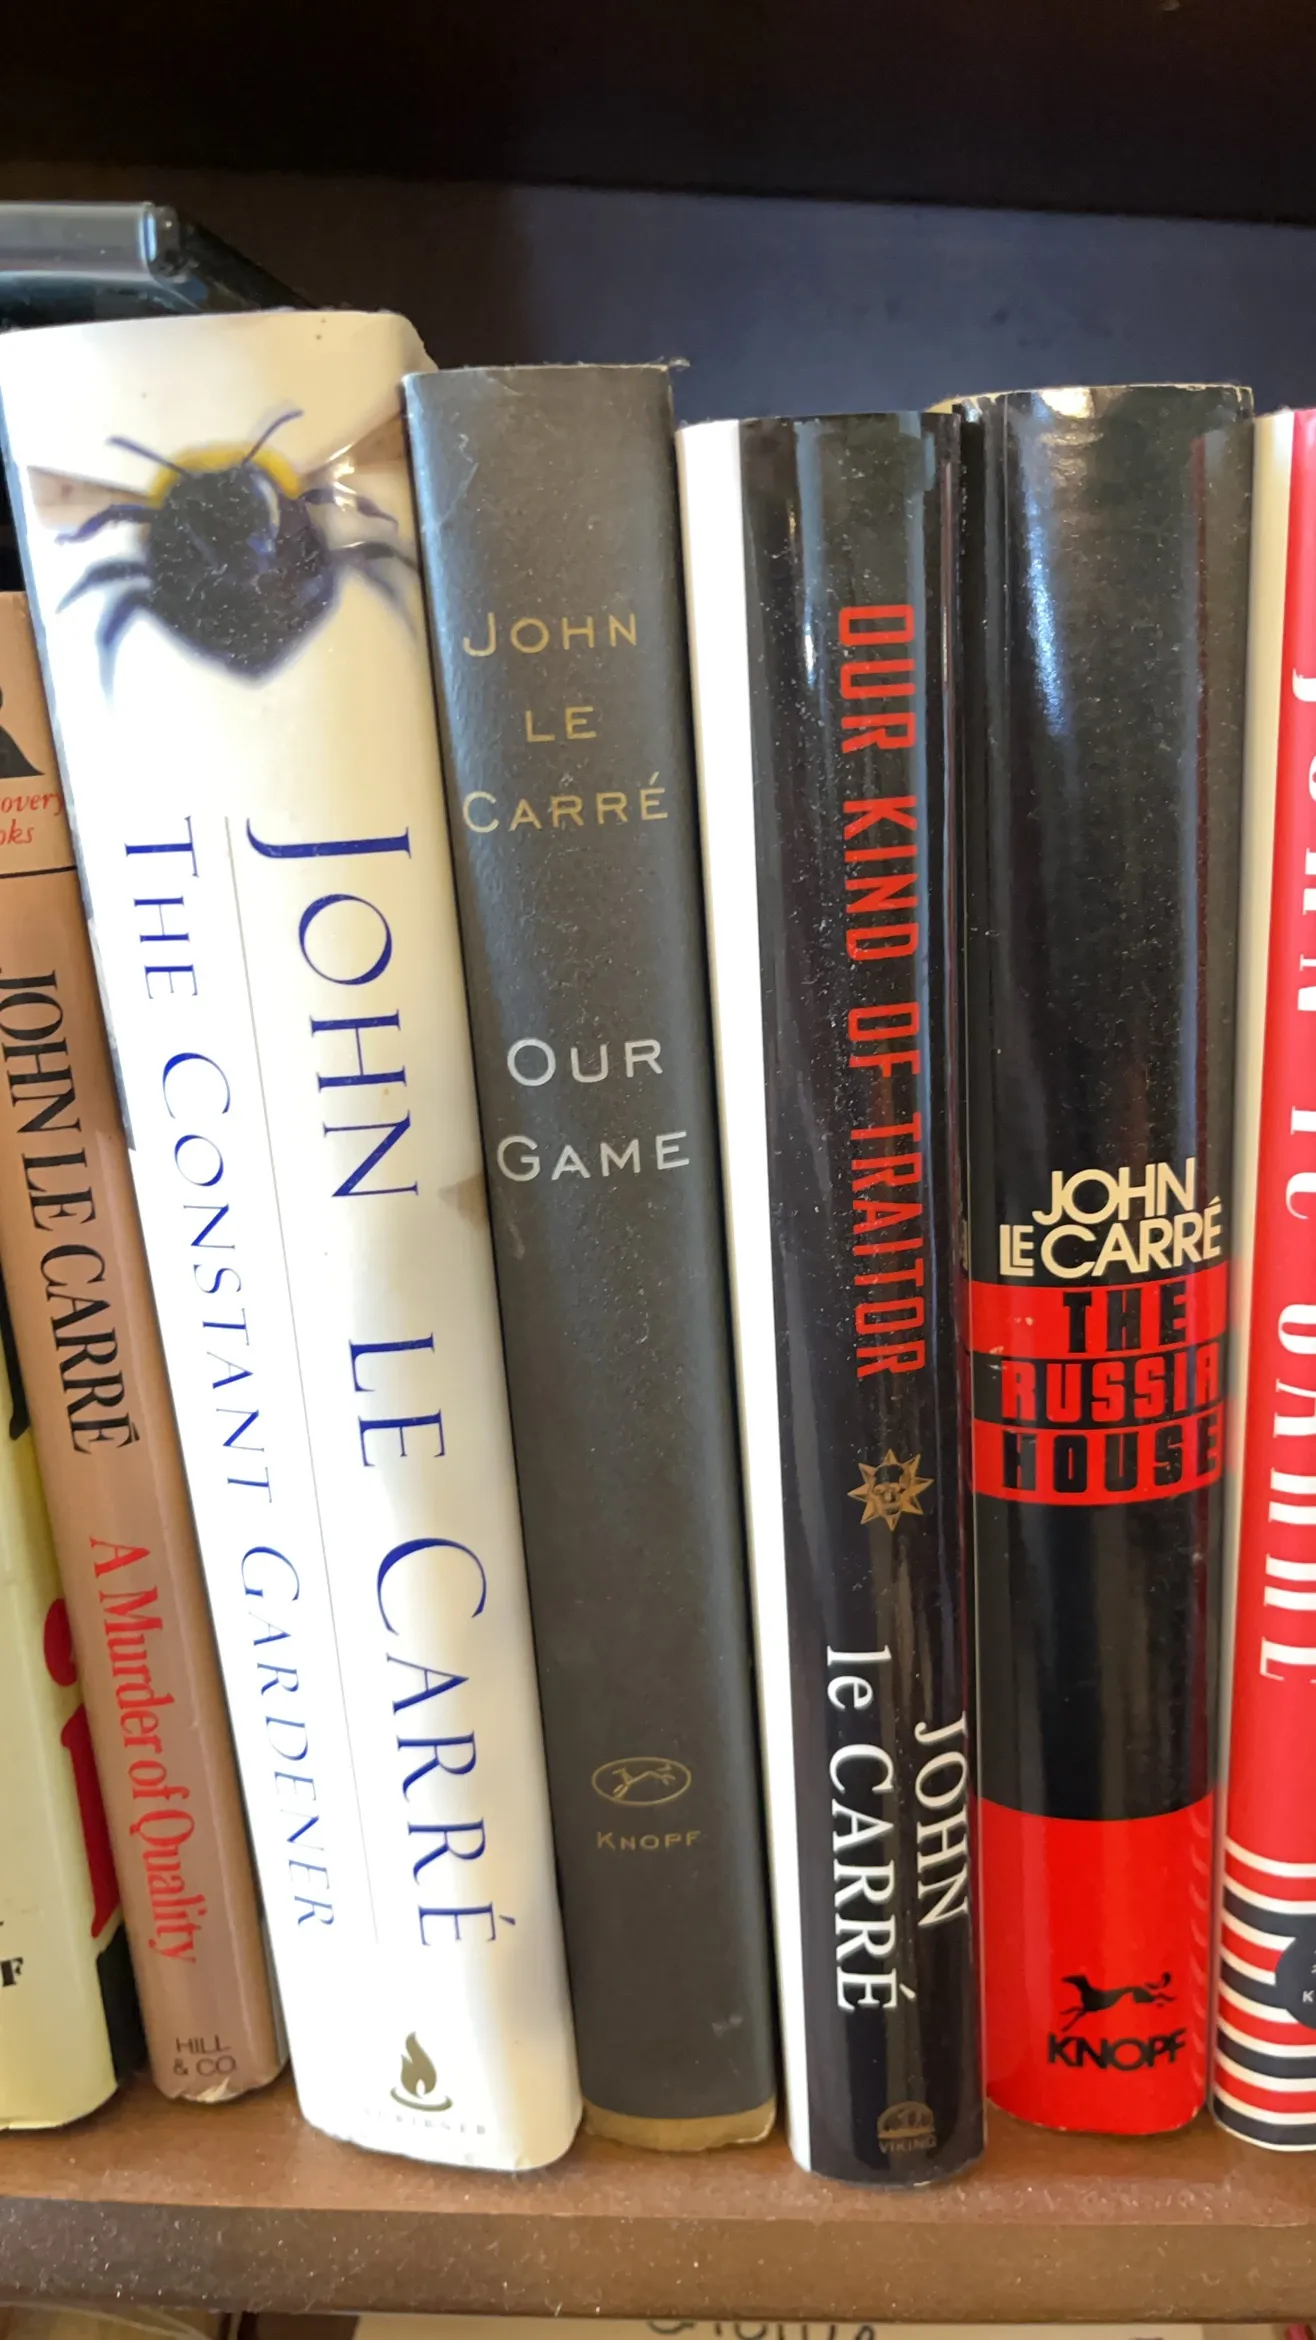 F
overy
oks
JOHN LE CARRÉ
A Murder of Quality
HILL
& CO
JOHN LE CARRÉ
THE CONSTANT GARDENER
SCRIBNER
JOHN
LE
CARRÉ
OUR
GAME
KNOPF
OUR KIND OF TRAITOR
JOHN
le CARRÉ
VIKING
JOHN
LE CARRÉ
THE
RUSSIA
HOUSE
KNOPF
K